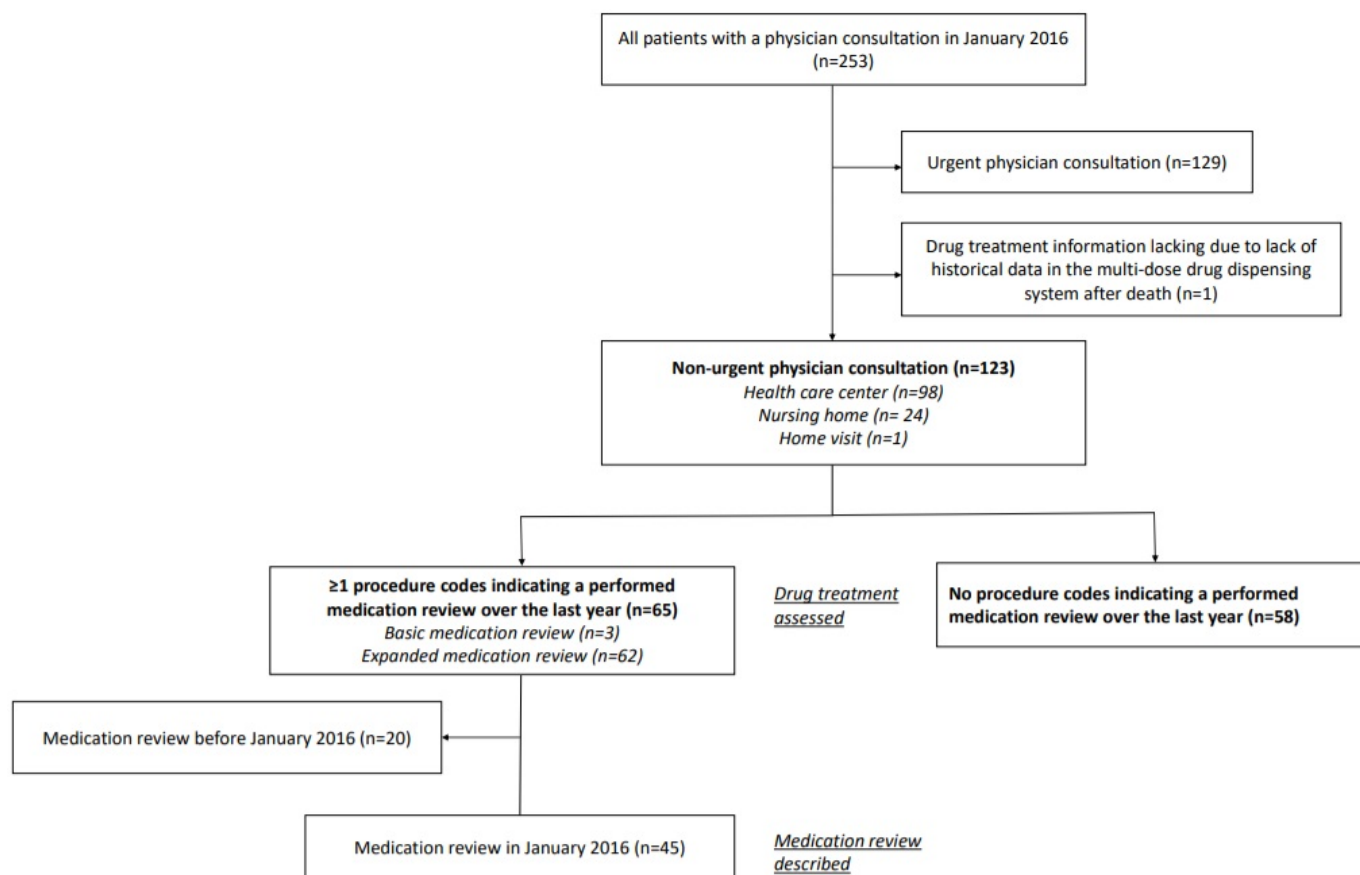 All patients with a physician consultation in January 2016
(n=253)
Urgent physician consultation (n=129)
Drug treatment information lacking due to lack of
historical data in the multi-dose drug dispensing
system after death (n=1)
Non-urgent physician consultation (n=123)
Health care center (n=98)
Nursing home (n= 24)
Home visit (n=1)
≥1 procedure codes indicating a performed
medication review over the last year (n=65)
Basic medication review (n=3)
Expanded medication review (n=62)
Drug treatment
assessed
No procedure codes indicating a performed
medication review over the last year (n=58)
Medication review before January 2016 (n=20)
Medication review in January 2016 (n=45)
Medication review
described